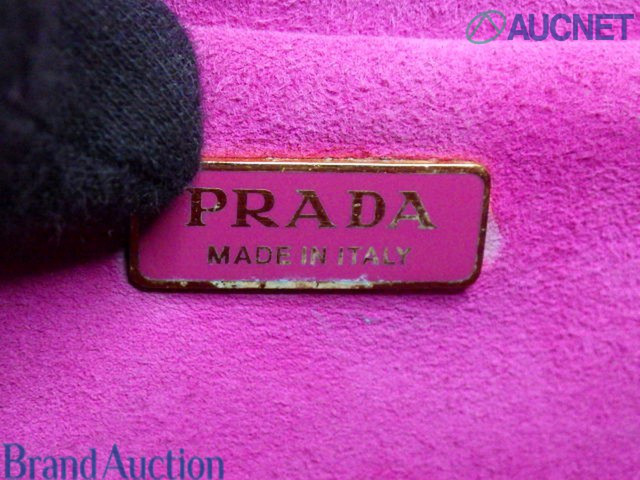 AUCNET
PRADA
MADE IN ITALY
Brand Auction